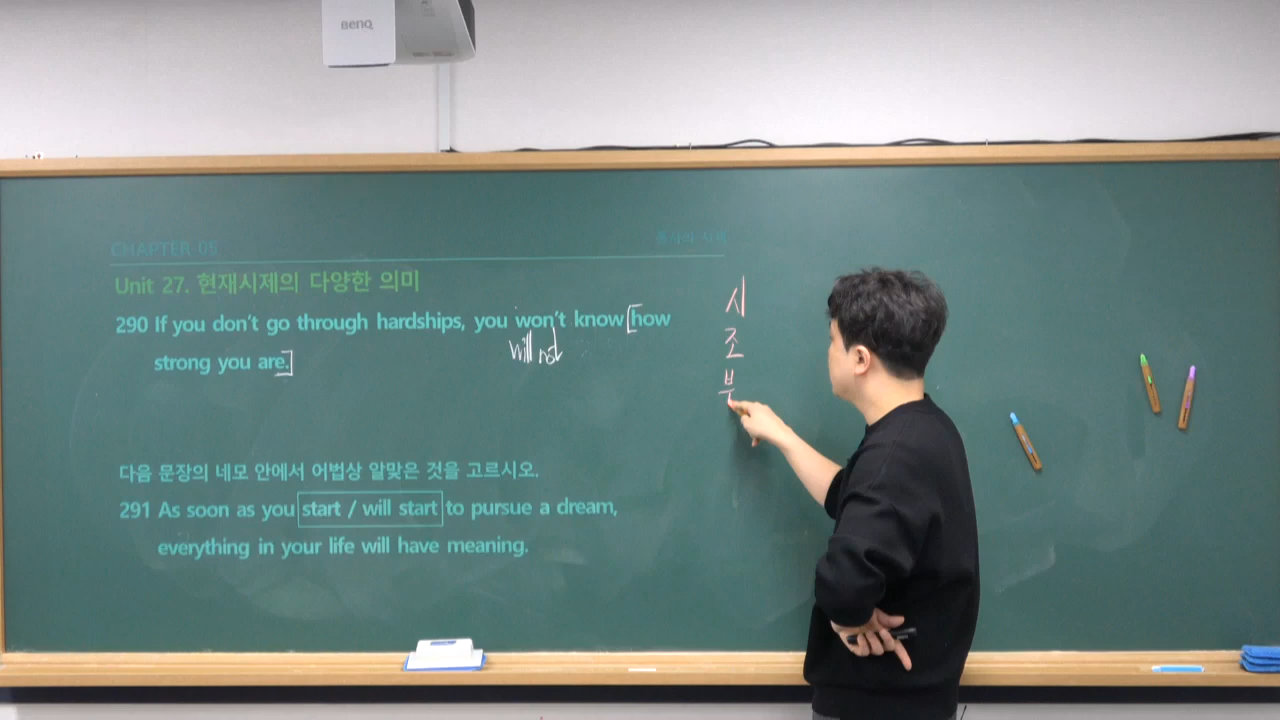 BenQ
CHAPTER 05
동사의 시제
Unit 27. 현재시제의 다양한 의미
290 If you don't go through hardships, you won't know [how
will not
strong you are.]
시
조
부
다음 문장의 네모 안에서 어법상 알맞은 것을 고르시오.
291 As soon as you start / will start to pursue a dream,
everything in your life will have meaning.